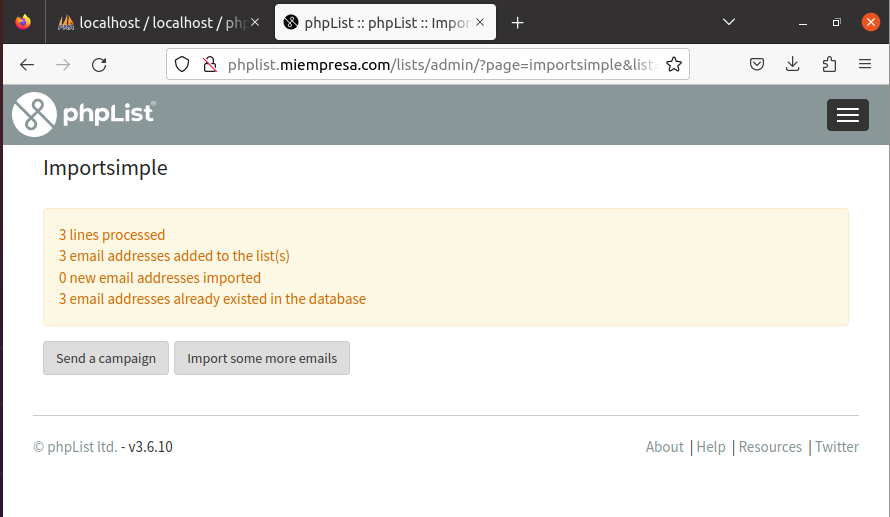 localhost / localhost / php
phpList :: phpList :: Impor
phplist.miempresa.com/lists/admin/?page=importsimple&list=
phpList®
Importsimple
3 lines processed
3 email addresses added to the list(s)
0 new email addresses imported
3 email addresses already existed in the database
Send a campaign Import some more emails
© phpList ltd. - v3.6.10 About | Help | Resources | Twitter